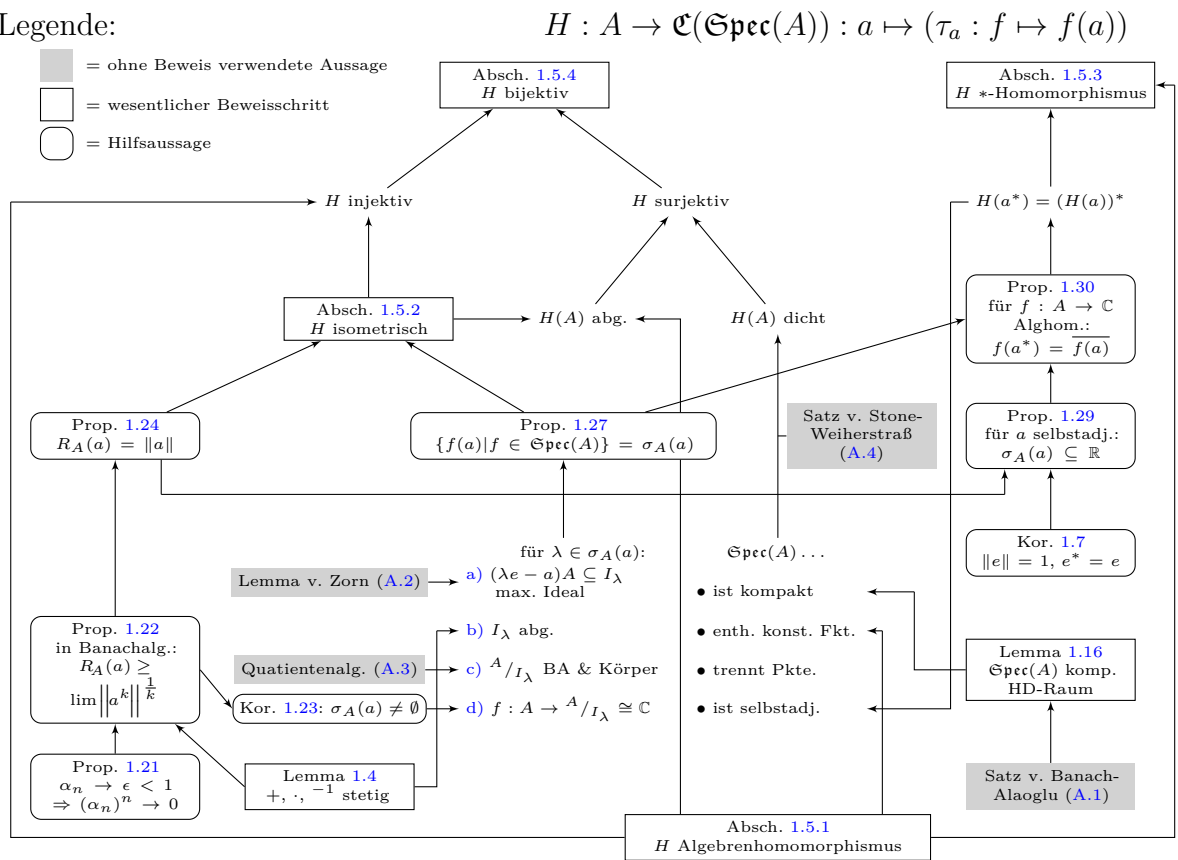 Legende:
H : A → ℭ(𝔖𝔭𝔢𝔠(A)) : a ↦ (τ_a : f ↦ f(a))
= ohne Beweis verwendete Aussage
= wesentlicher Beweisschritt
= Hilfsaussage
Absch. 1.5.4
H bijektiv
Absch. 1.5.3
H ∗-Homomorphismus
H injektiv
H surjektiv
H(a*) = (H(a))*
Absch. 1.5.2
H isometrisch
H(A) abg.
H(A) dicht
Prop. 1.30
für f : A → ℂ
Alghom.:
f(a*) = \overline{f(a)}
Prop. 1.24
R_A(a) = ‖a‖
Prop. 1.27
{f(a)|f ∈ 𝔖𝔭𝔢𝔠(A)} = σ_A(a)
Satz v. Stone-
Weiherstraß
(A.4)
Prop. 1.29
für a selbstadj.:
σ_A(a) ⊆ ℝ
Kor. 1.7
‖e‖ = 1, e* = e
für λ ∈ σ_A(a):
Lemma v. Zorn (A.2)
a) (λe − a)A ⊆ I_λ
max. Ideal
b) I_λ abg.
Quatientenalg. (A.3)
c) A/I_λ BA & Körper
Kor. 1.23: σ_A(a) ≠ ∅
d) f : A → A/I_λ ≅ ℂ
𝔖𝔭𝔢𝔠(A) . . .
• ist kompakt
• enth. konst. Fkt.
• trennt Pkte.
• ist selbstadj.
Prop. 1.22
in Banachalg.:
R_A(a) ≥
lim||a^k||^{1/k}
Lemma 1.16
𝔖𝔭𝔢𝔠(A) komp.
HD-Raum
Prop. 1.21
α_n → ϵ < 1
⇒ (α_n)^n → 0
Lemma 1.4
+, ·, ^{−1} stetig
Satz v. Banach-
Alaoglu (A.1)
Absch. 1.5.1
H Algebrenhomomorphismus